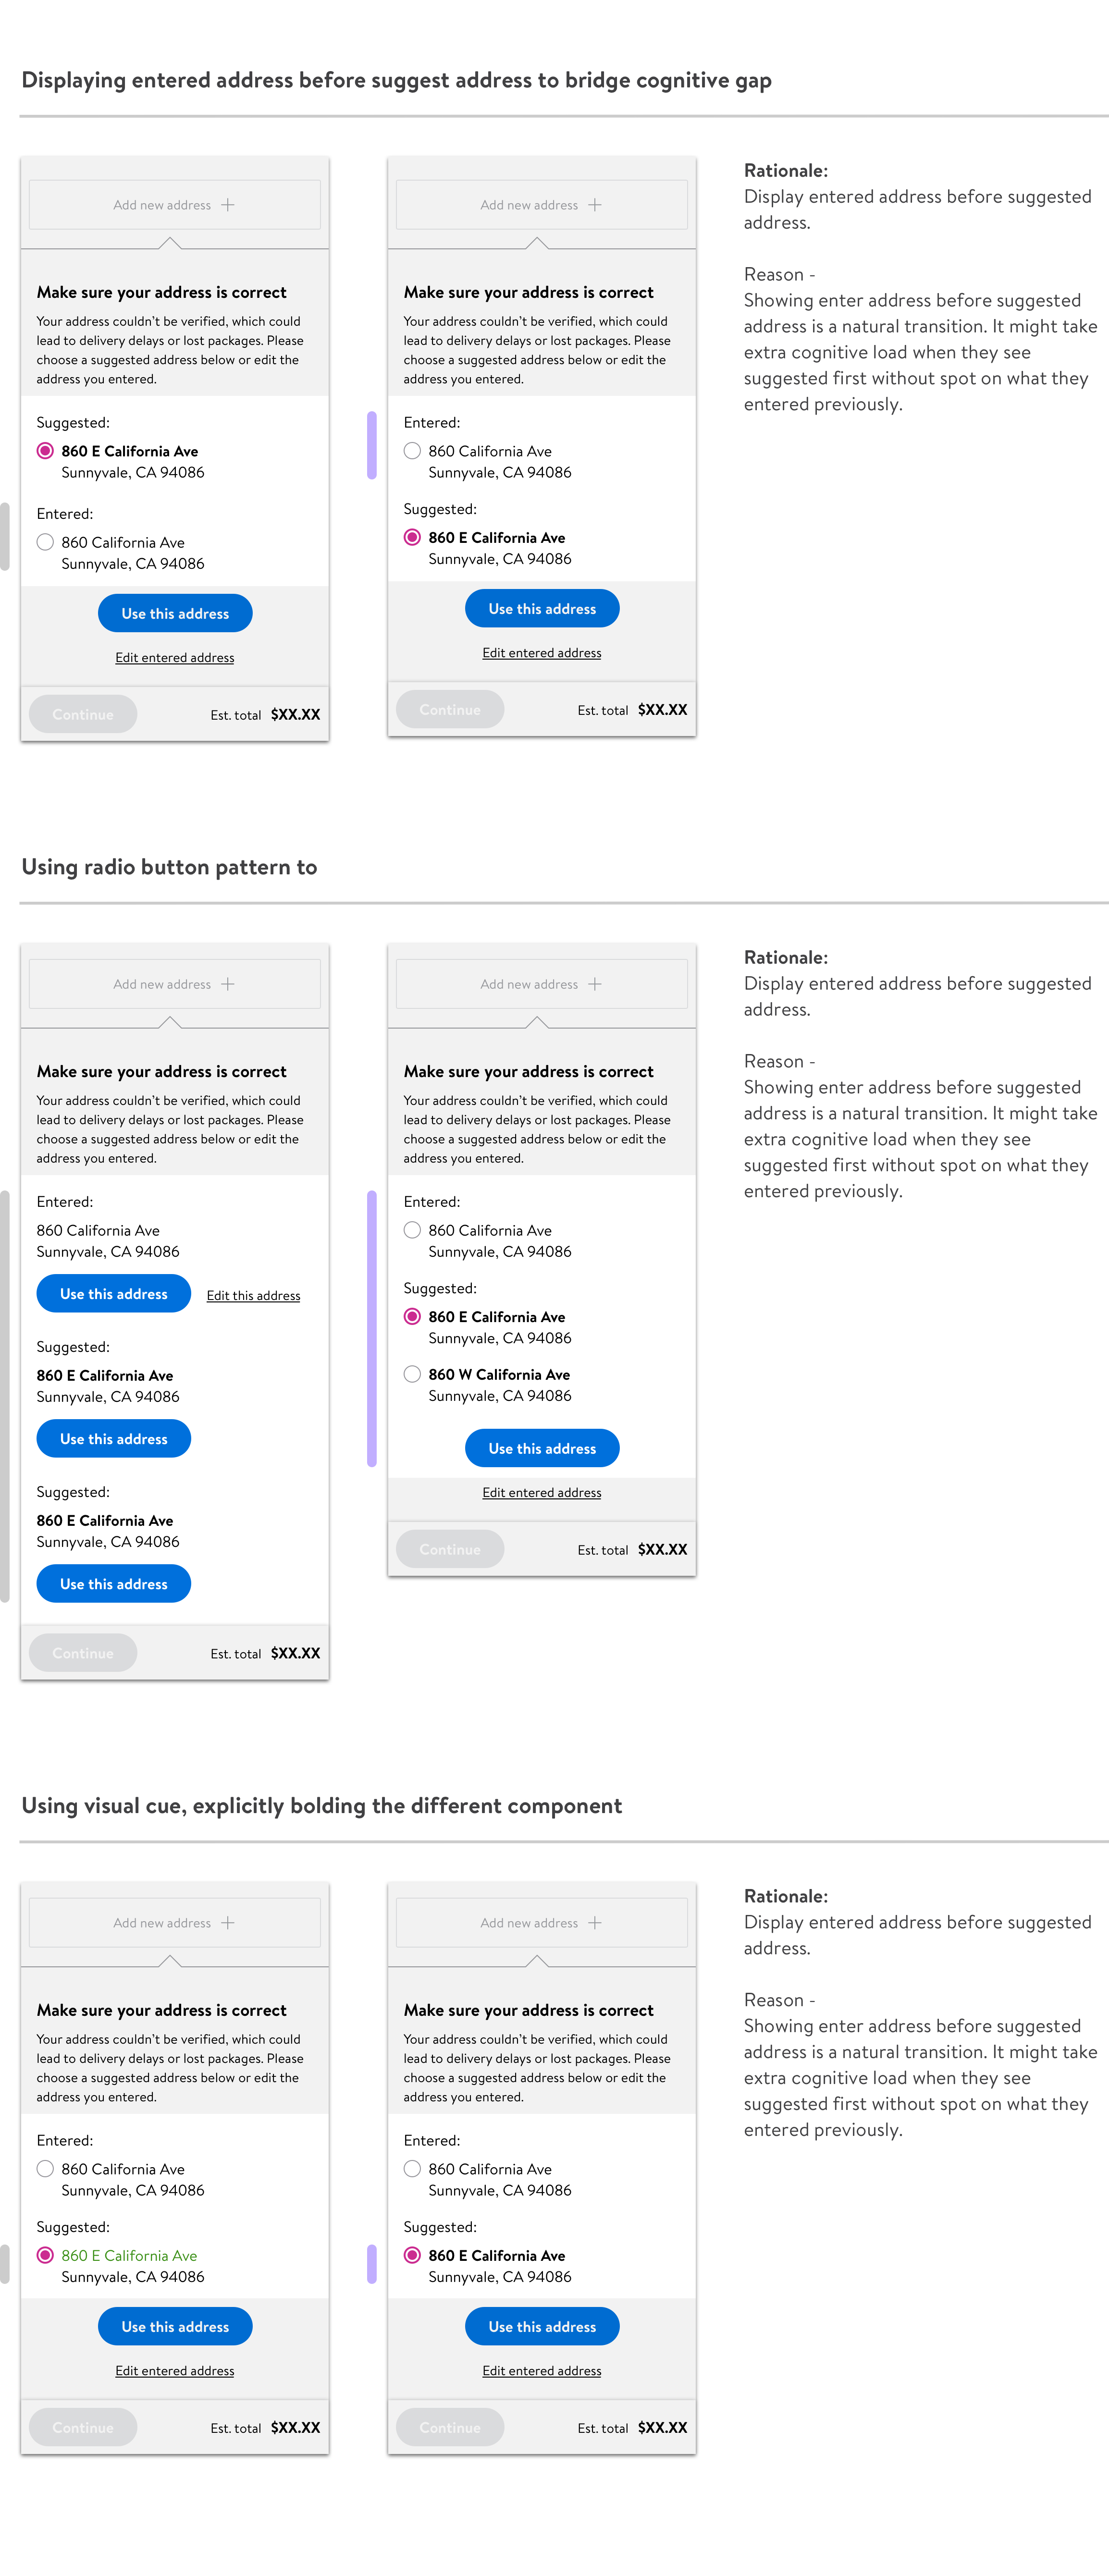 Displaying entered address before suggest address to bridge cognitive gap
Add new address
Make sure your address is correct
Your address couldn't be verified, which could
lead to delivery delays or lost packages. Please
choose a suggested address below or edit the
address you entered.
Suggested:
860 E California Ave
Sunnyvale, CA 94086
Entered:
860 California Ave
Sunnyvale, CA 94086
Use this address
Edit entered address
Continue
Est. total $XX.XX
Add new address
Make sure your address is correct
Your address couldn't be verified, which could
lead to delivery delays or lost packages. Please
choose a suggested address below or edit the
address you entered.
Entered:
860 California Ave
Sunnyvale, CA 94086
Suggested:
860 E California Ave
Sunnyvale, CA 94086
Use this address
Edit entered address
Continue
Est. total $XX.XX
Rationale:
Display entered address before suggested
address.
Reason -
Showing enter address before suggested
address is a natural transition. It might take
extra cognitive load when they see
suggested first without spot on what they
entered previously.
Using radio button pattern to
Add new address
Make sure your address is correct
Your address couldn't be verified, which could
lead to delivery delays or lost packages. Please
choose a suggested address below or edit the
address you entered.
Entered:
860 California Ave
Sunnyvale, CA 94086
Use this address
Edit this address
Suggested:
860 E California Ave
Sunnyvale, CA 94086
Use this address
Suggested:
860 E California Ave
Sunnyvale, CA 94086
Use this address
Continue
Est. total $XX.XX
Add new address
Make sure your address is correct
Your address couldn't be verified, which could
lead to delivery delays or lost packages. Please
choose a suggested address below or edit the
address you entered.
Entered:
860 California Ave
Sunnyvale, CA 94086
Suggested:
860 E California Ave
Sunnyvale, CA 94086
860 W California Ave
Sunnyvale, CA 94086
Use this address
Edit entered address
Continue
Est. total $XX.XX
Rationale:
Display entered address before suggested
address.
Reason -
Showing enter address before suggested
address is a natural transition. It might take
extra cognitive load when they see
suggested first without spot on what they
entered previously.
Using visual cue, explicitly bolding the different component
Add new address
Make sure your address is correct
Your address couldn't be verified, which could
lead to delivery delays or lost packages. Please
choose a suggested address below or edit the
address you entered.
Entered:
860 California Ave
Sunnyvale, CA 94086
Suggested:
860 E California Ave
Sunnyvale, CA 94086
Use this address
Edit entered address
Continue
Est. total $XX.XX
Add new address
Make sure your address is correct
Your address couldn't be verified, which could
lead to delivery delays or lost packages. Please
choose a suggested address below or edit the
address you entered.
Entered:
860 California Ave
Sunnyvale, CA 94086
Suggested:
860 E California Ave
Sunnyvale, CA 94086
Use this address
Edit entered address
Continue
Est. total $XX.XX
Rationale:
Display entered address before suggested
address.
Reason -
Showing enter address before suggested
address is a natural transition. It might take
extra cognitive load when they see
suggested first without spot on what they
entered previously.